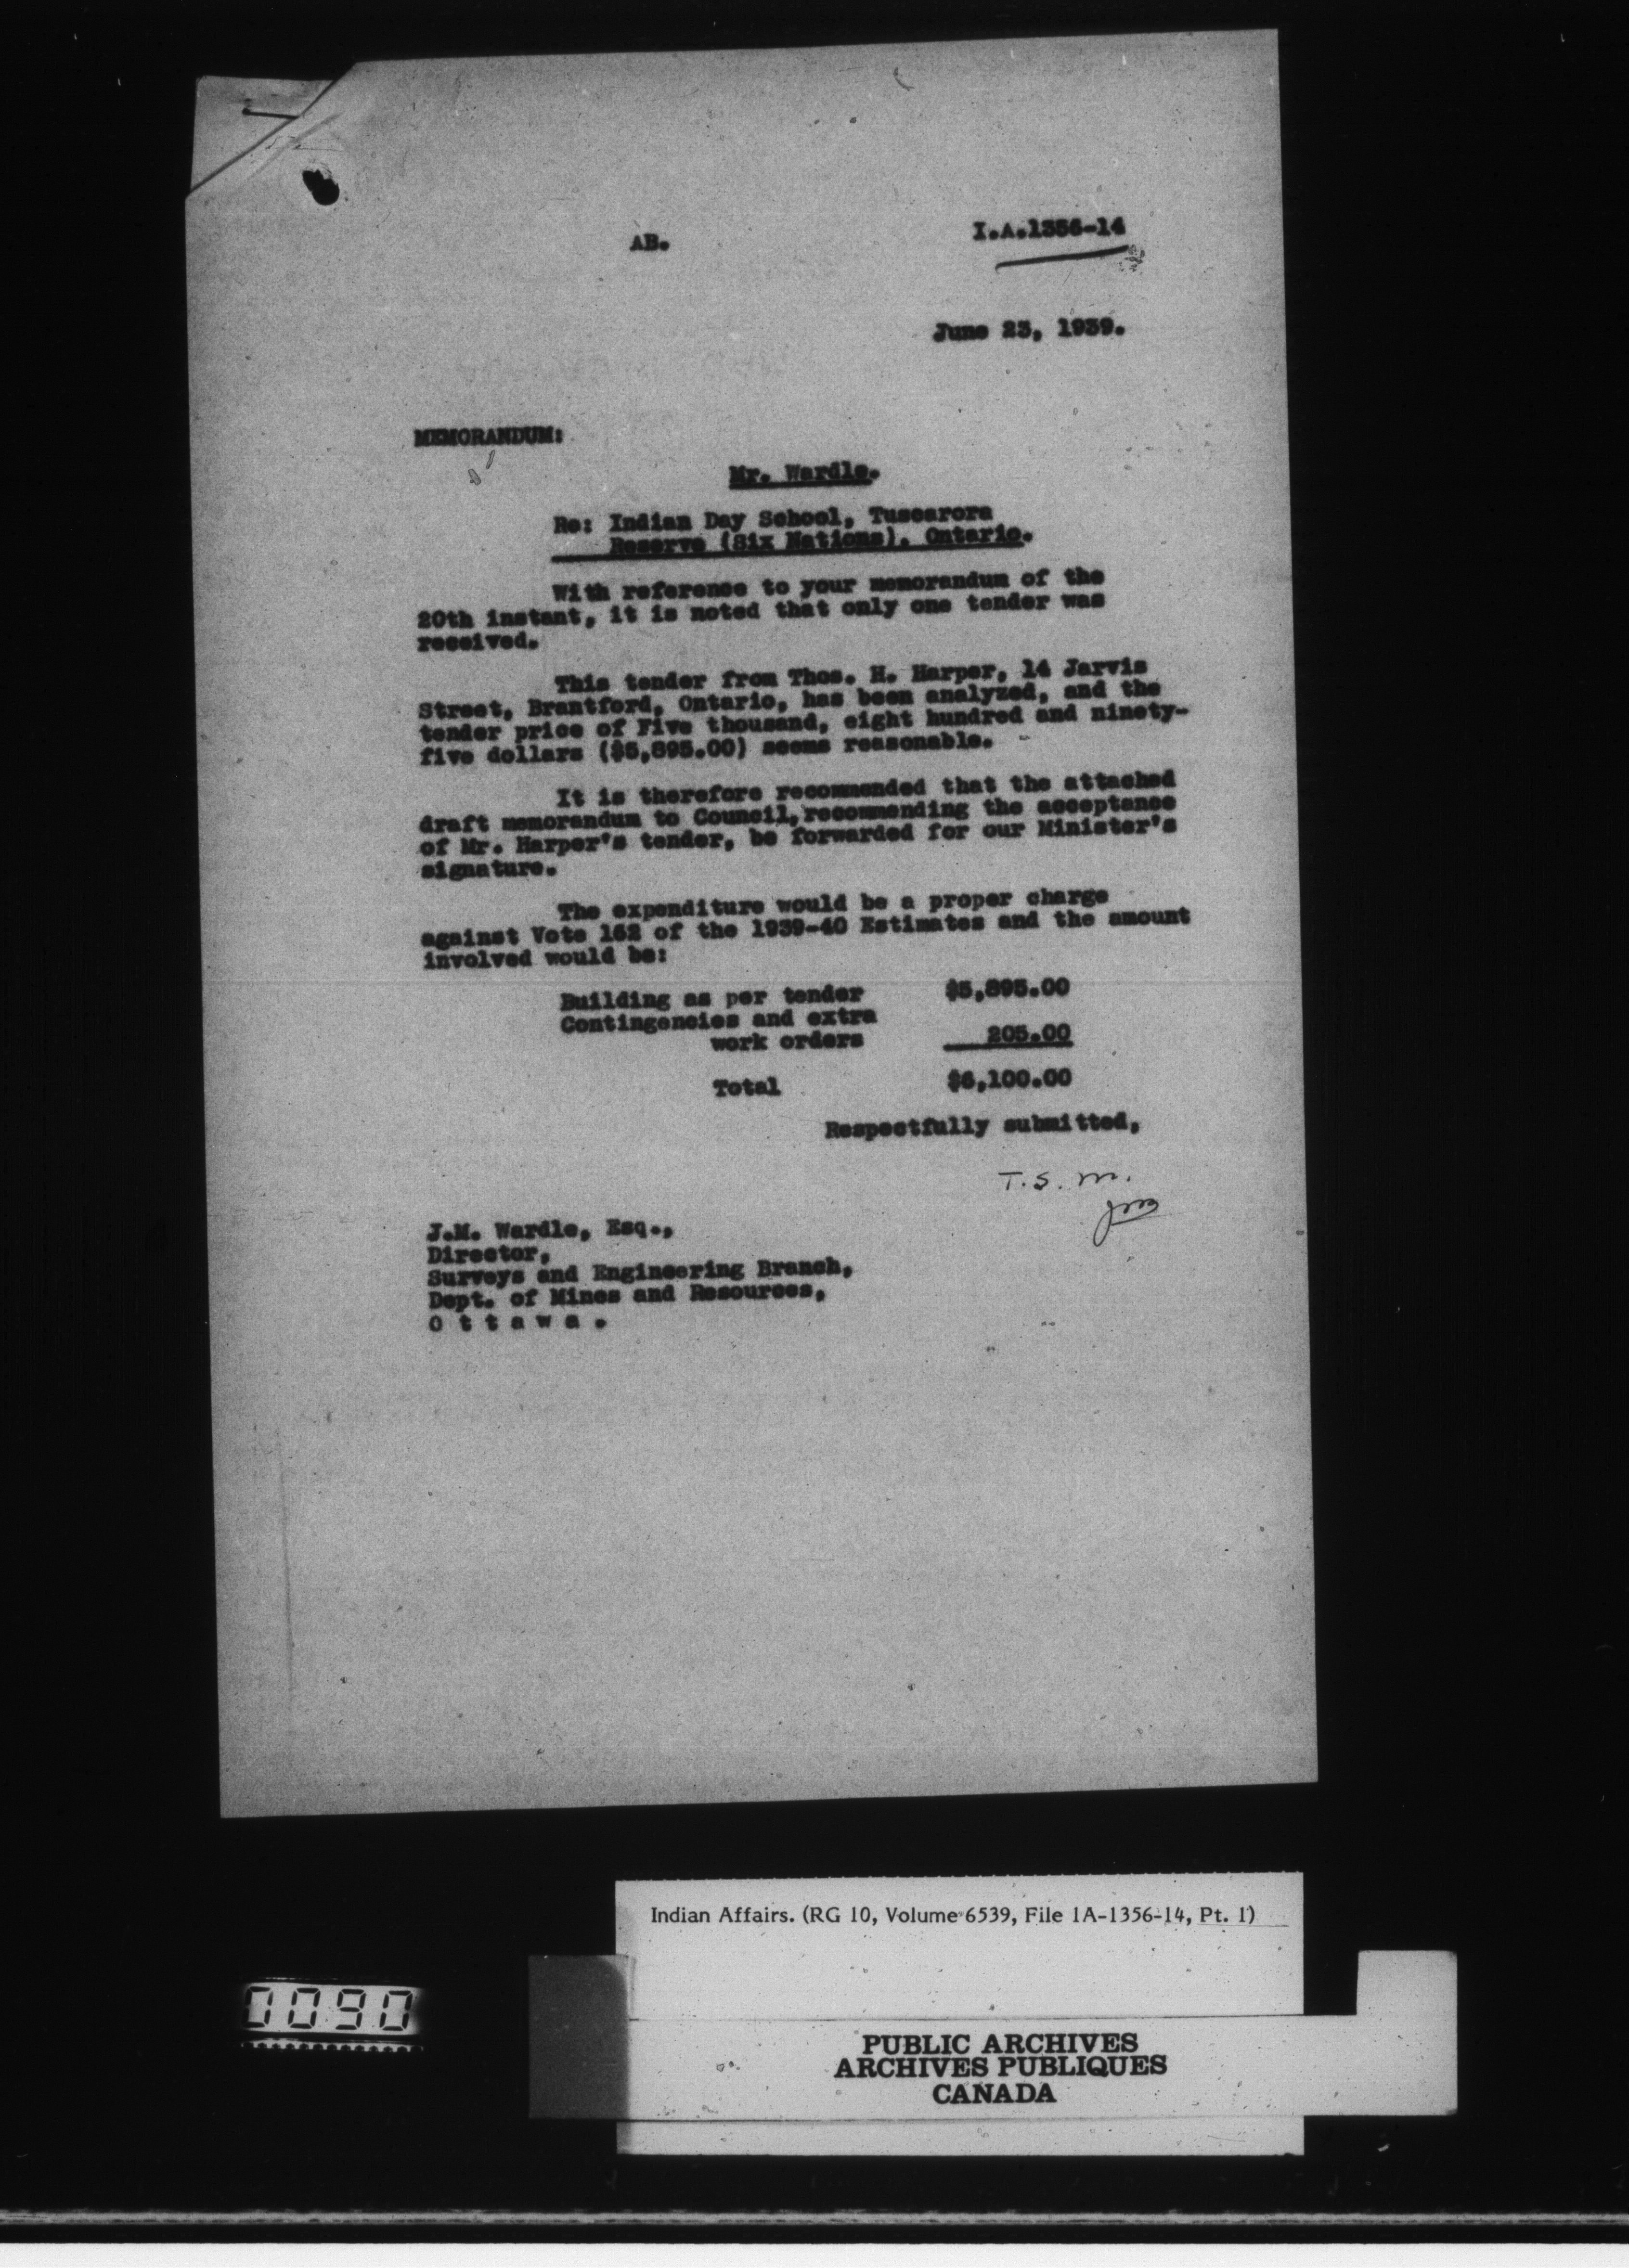 AB.
I.A.1356-14
June 23, 1939.
MEMORANDUM:
Mr. Wardle.
Re: Indian Day School, Tuscarora
Reserve (Six Nations), Ontario.
With reference to your memorandum of the
20th instant, it is noted that only one tender was
received.
This tender from Thos. H. Harper, 14 Jarvis
Street, Brantford, Ontario, has been analyzed, and the
tender price of Five thousand, eight hundred and ninety-
five dollars ($5,895.00) seems reasonable.
It is therefore recommended that the attached
draft memorandum to Council, recommending the acceptance
of Mr. Harper's tender, be forwarded for our Minister's
signature.
The expenditure would be a proper charge
against Vote 162 of the 1939-40 Estimates and the amount
involved would be:
Building as per tender $5,895.00
Contingencies and extra
work orders 205.00
Total $6,100.00
Respectfully submitted,
T.S.M.
J.M. Wardle, Esq.,
Director,
Surveys and Engineering Branch,
Dept. of Mines and Resources,
O t t a w a .
Indian Affairs. (RG 10, Volume 6539, File 1A-1356-14, Pt. 1)
0090
PUBLIC ARCHIVES
ARCHIVES PUBLIQUES
CANADA